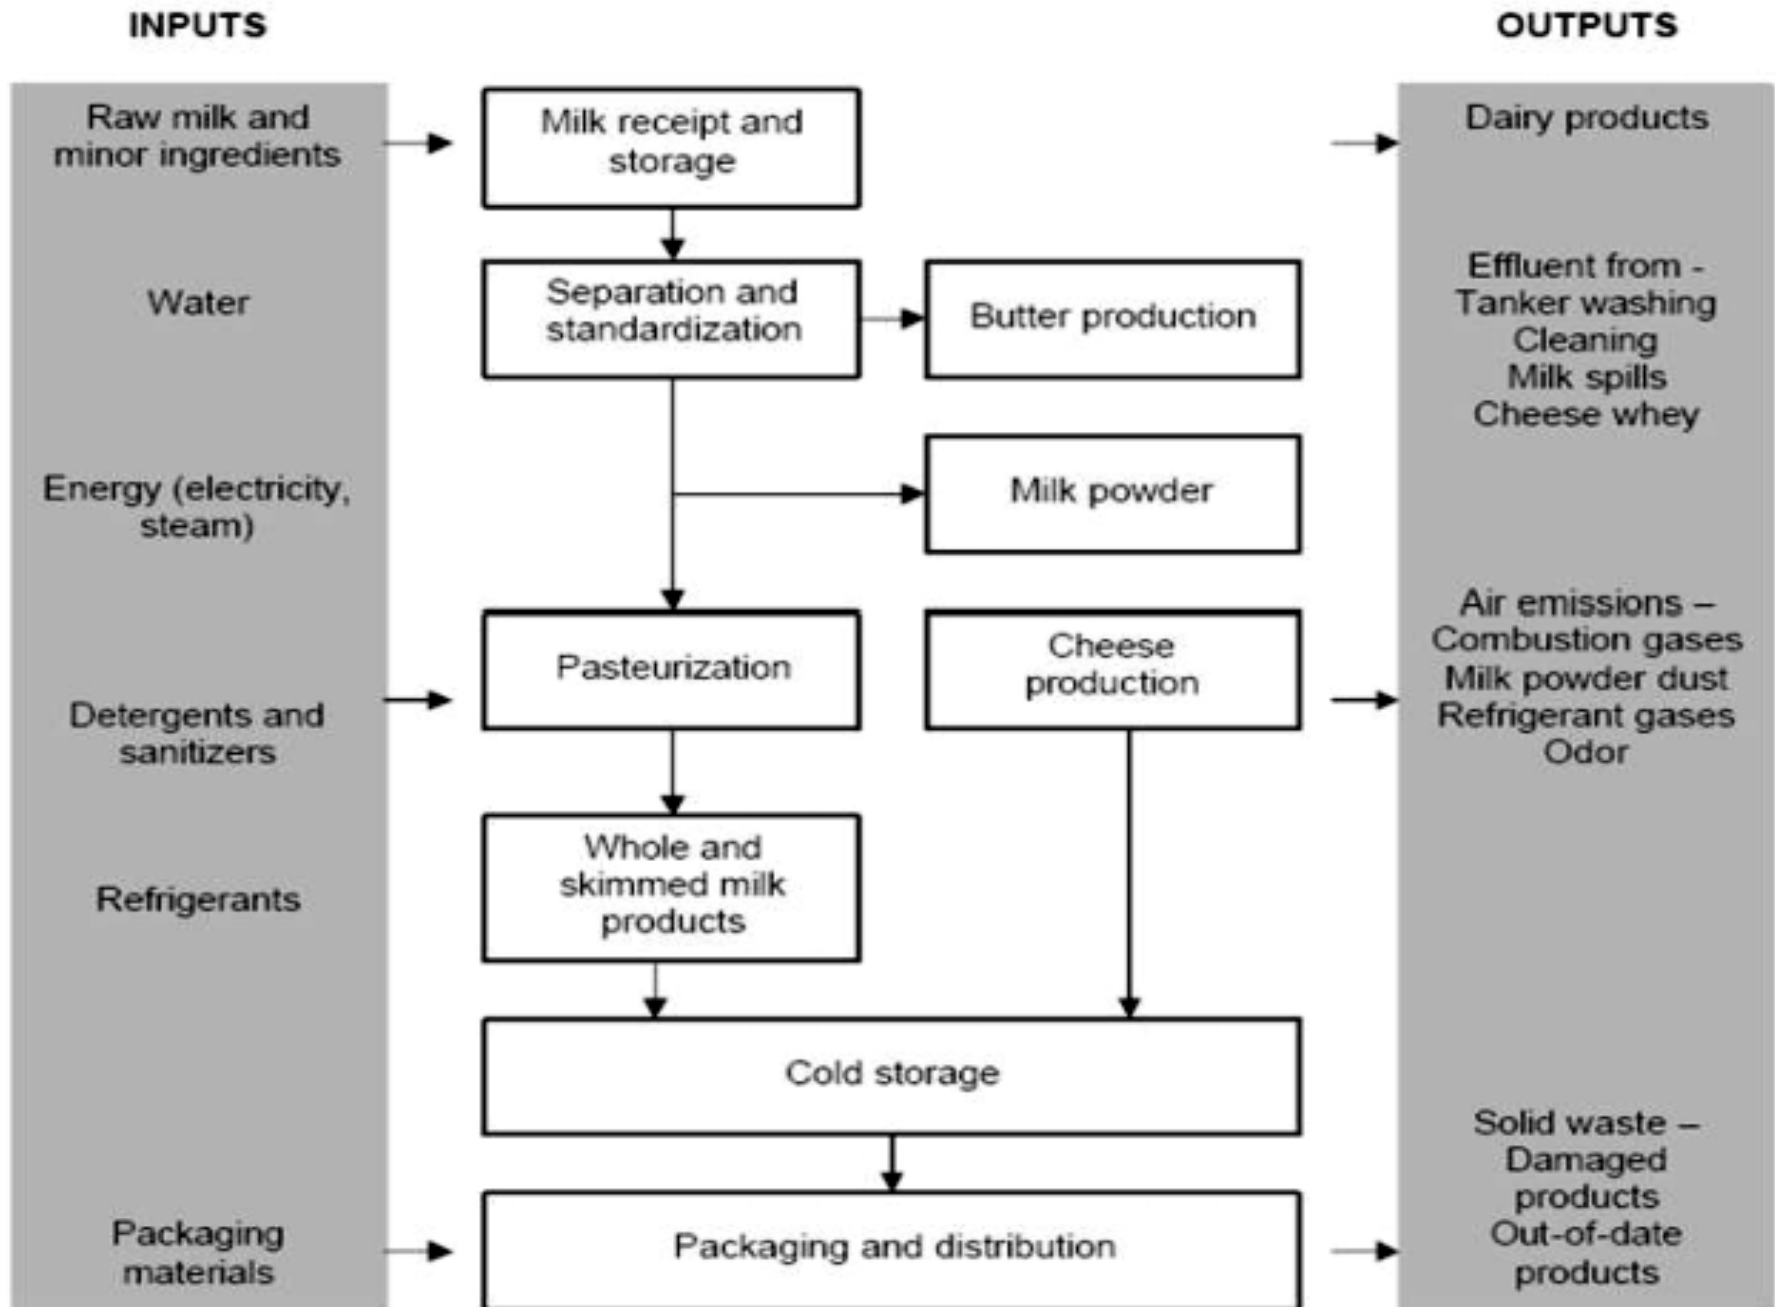 INPUTS
OUTPUTS
Raw milk and
minor ingredients
Water
Energy (electricity,
steam)
Detergents and
sanitizers
Refrigerants
Packaging
materials
Milk receipt and
storage
Separation and
standardization
Butter production
Milk powder
Pasteurization
Cheese
production
Whole and
skimmed milk
products
Cold storage
Packaging and distribution
Dairy products
Effluent from -
Tanker washing
Cleaning
Milk spills
Cheese whey
Air emissions –
Combustion gases
Milk powder dust
Refrigerant gases
Odor
Solid waste –
Damaged
products
Out-of-date
products